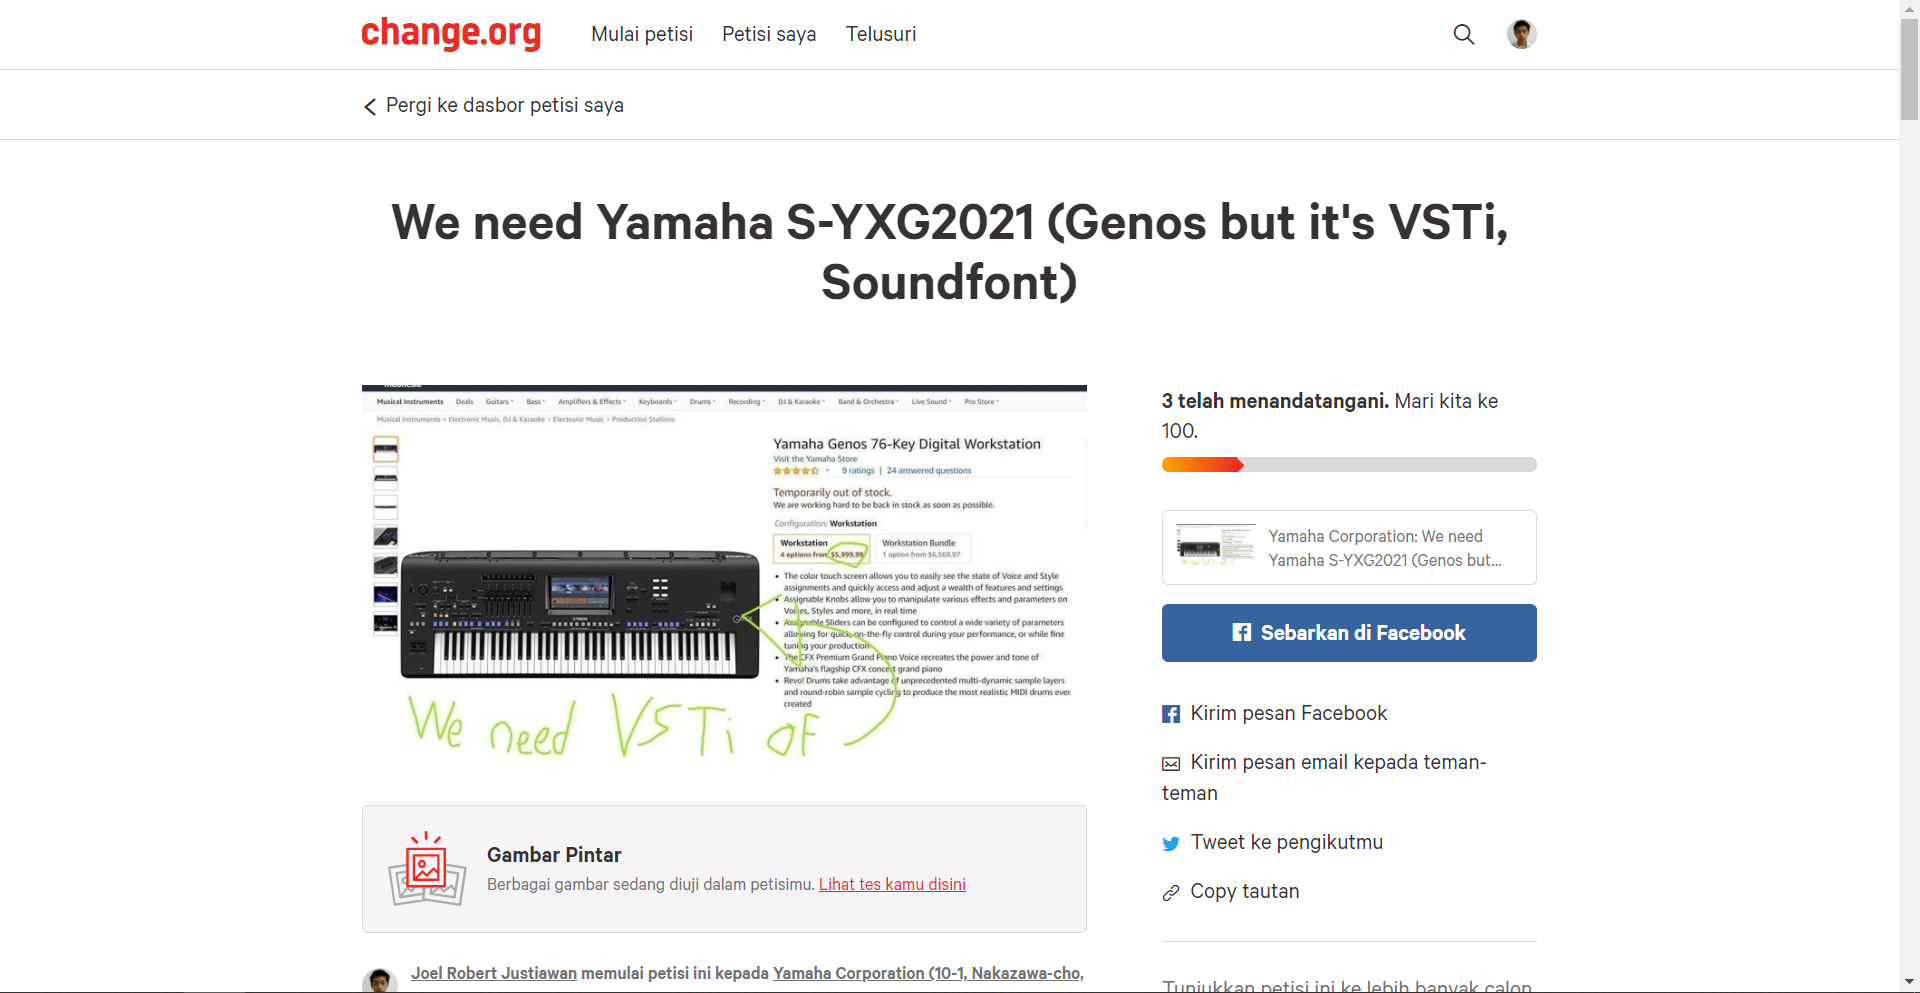 change.org
Mulai petisi
Petisi saya
Telusuri
Pergi ke dasbor petisi saya
We need Yamaha S-YXG2021 (Genos but it's VSTi,
Soundfont)
Musical Instruments Deals Guitars Bass Amplifiers & Effects Keyboards Drums Recording DJ & Karaoke Band & Orchestra Live Sound Pro Store
Musical Instruments › Electronic Music, DJ & Karaoke › Electronic Music › Production Stations
Yamaha Genos 76-Key Digital Workstation
Visit the Yamaha Store
9 ratings | 24 answered questions
Temporarily out of stock.
We are working hard to be back in stock as soon as possible.
Configuration: Workstation
Workstation
4 options from $5,999.99
Workstation Bundle
1 option from $6,569.97
• The color touch screen allows you to easily see the state of Voice and Style
assignments and quickly access and adjust a wealth of features and settings
• Assignable Knobs allow you to manipulate various effects and parameters on
Voices, Styles and more, in real time
• Assignable Sliders can be configured to control a wide variety of parameters
allowing for quick, on-the-fly control during your performance, or while fine
tuning your production
• The CFX Premium Grand Piano Voice recreates the power and tone of
Yamaha's flagship CFX concert grand piano
• Revo! Drums take advantage of unprecedented multi-dynamic sample layers
and round-robin sample cycling to produce the most realistic MIDI drums ever
created
We need VSTi OF
Gambar Pintar
Berbagai gambar sedang diuji dalam petisimu. Lihat tes kamu disini
Joel Robert Justiawan memulai petisi ini kepada Yamaha Corporation (10-1, Nakazawa-cho,
3 telah menandatangani. Mari kita ke
100.
Yamaha Corporation: We need
Yamaha S-YXG2021 (Genos but...
Sebarkan di Facebook
Kirim pesan Facebook
Kirim pesan email kepada teman-
teman
Tweet ke pengikutmu
Copy tautan
Tunjukkan petisi ini ke lebih banyak calon